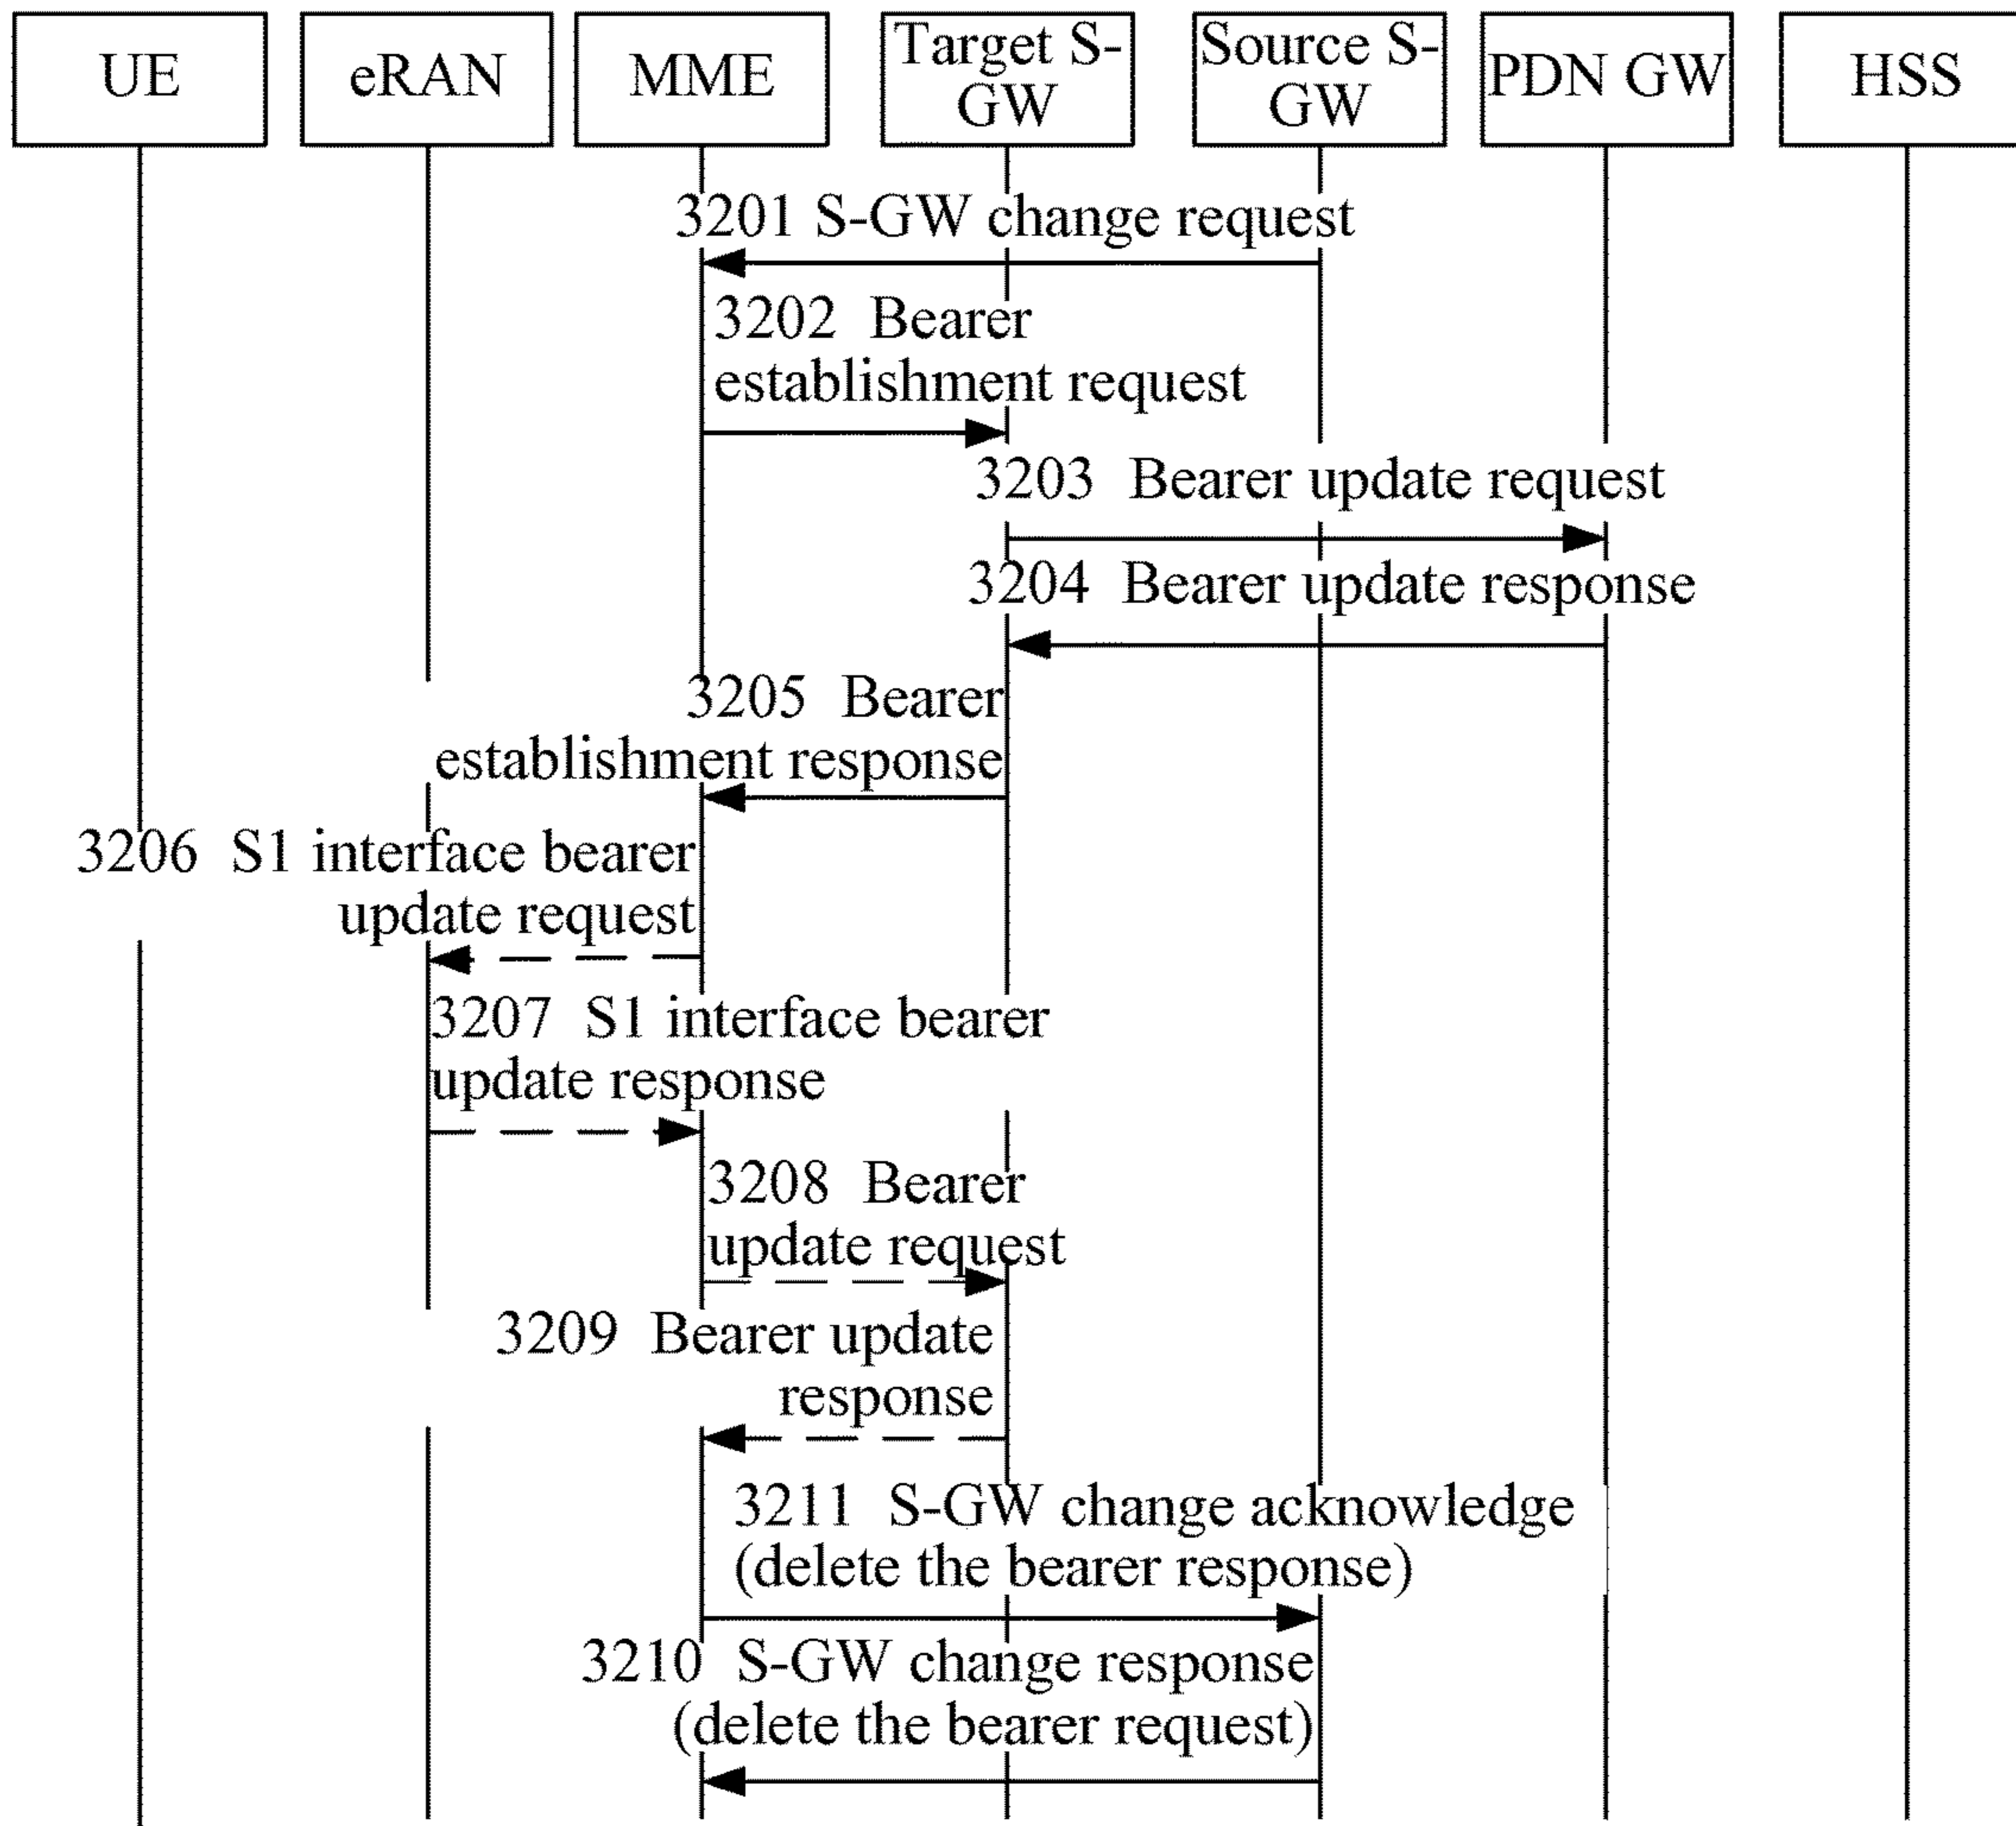 UE
eRAN
MME
Target S-
GW
Source S-
GW
PDN GW
HSS
3201 S-GW change request
3202 Bearer
establishment request
3203 Bearer update request
3204 Bearer update response
3205 Bearer
establishment response
3206 S1 interface bearer
update request
3207 S1 interface bearer
update response
3208 Bearer
update request
3209 Bearer update
response
3211 S-GW change acknowledge
(delete the bearer response)
3210 S-GW change response
(delete the bearer request)